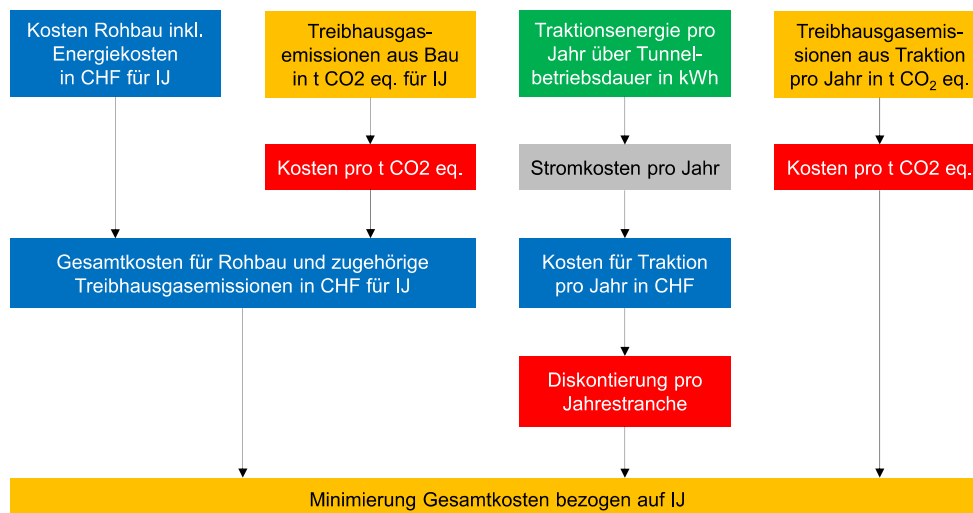 Kosten Rohbau inkl.
Energiekosten
in CHF für IJ
Treibhausgas-
emissionen aus Bau
in t CO2 eq. für IJ
Traktionsenergie pro
Jahr über Tunnel-
betriebsdauer in kWh
Treibhausgasemis-
sionen aus Traktion
pro Jahr in t CO₂ eq.
Kosten pro t CO2 eq.
Stromkosten pro Jahr
Kosten pro t CO2 eq.
Gesamtkosten für Rohbau und zugehörige
Treibhausgasemissionen in CHF für IJ
Kosten für Traktion
pro Jahr in CHF
Diskontierung pro
Jahrestranche
Minimierung Gesamtkosten bezogen auf IJ